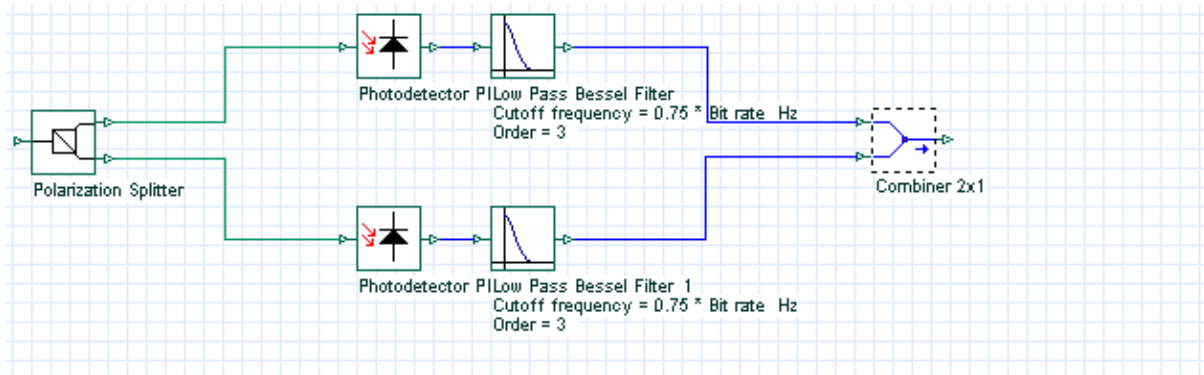 Photodetector PI
Low Pass Bessel Filter
Cutoff frequency = 0.75 * Bit rate Hz
Order = 3
Polarization Splitter
Combiner 2x1
Photodetector PI
Low Pass Bessel Filter 1
Cutoff frequency = 0.75 * Bit rate Hz
Order = 3